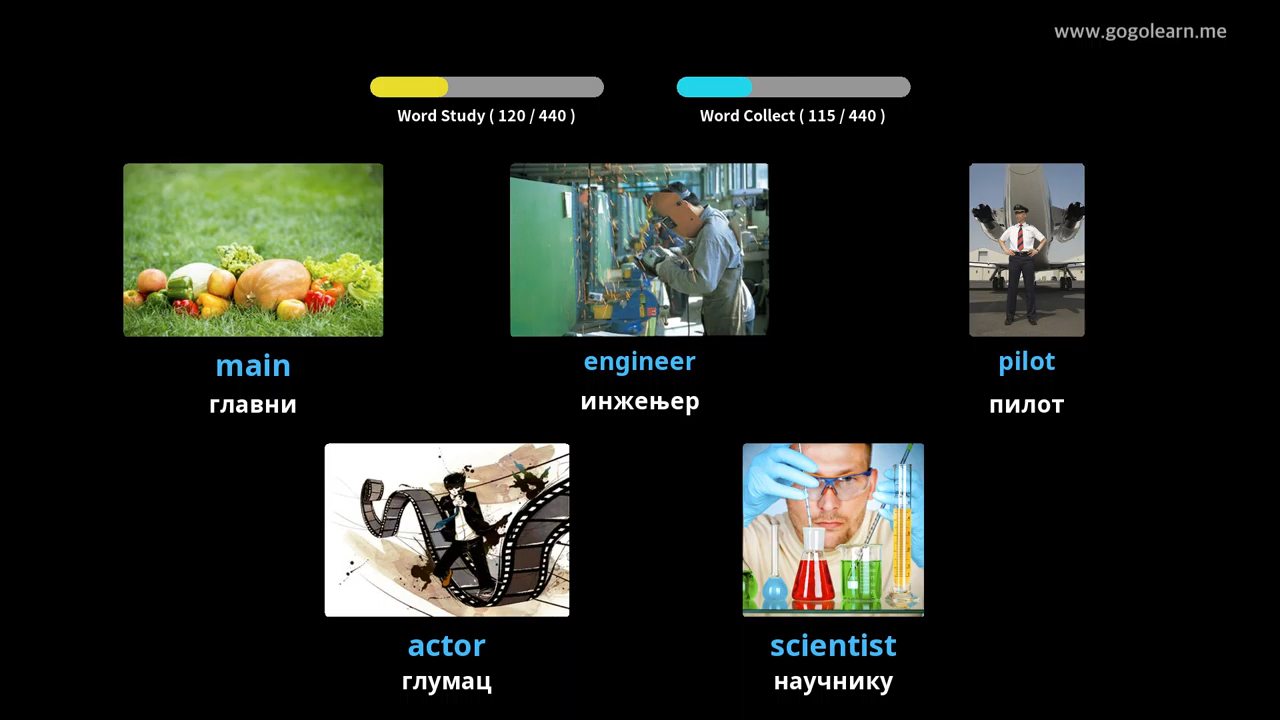 www.gogolearn.me
Word Study ( 120 / 440 )
Word Collect ( 115 / 440 )
main
главни
engineer
инжењер
pilot
пилот
actor
глумац
scientist
научнику